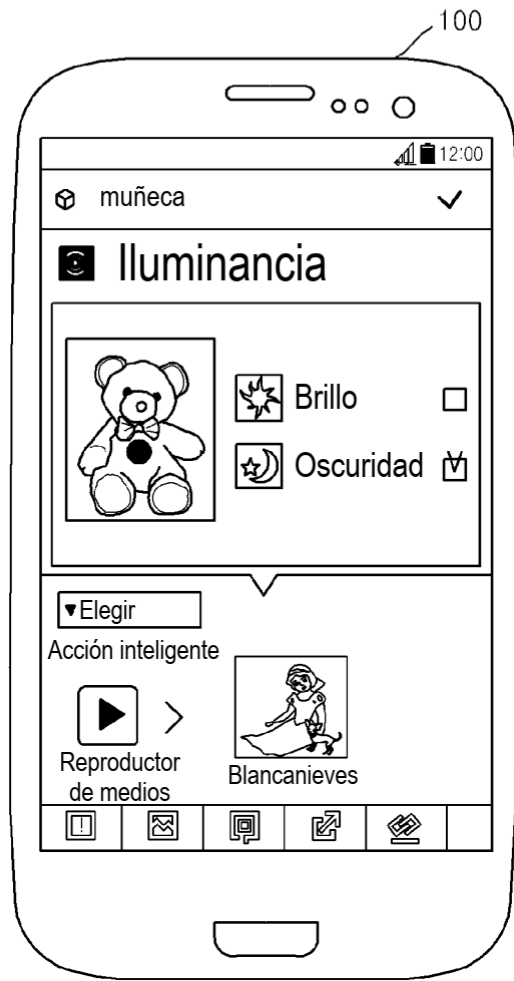 100
12:00
muñeca
Iluminancia
Brillo
Oscuridad
Elegir
Acción inteligente
Reproductor
de medios
Blancanieves